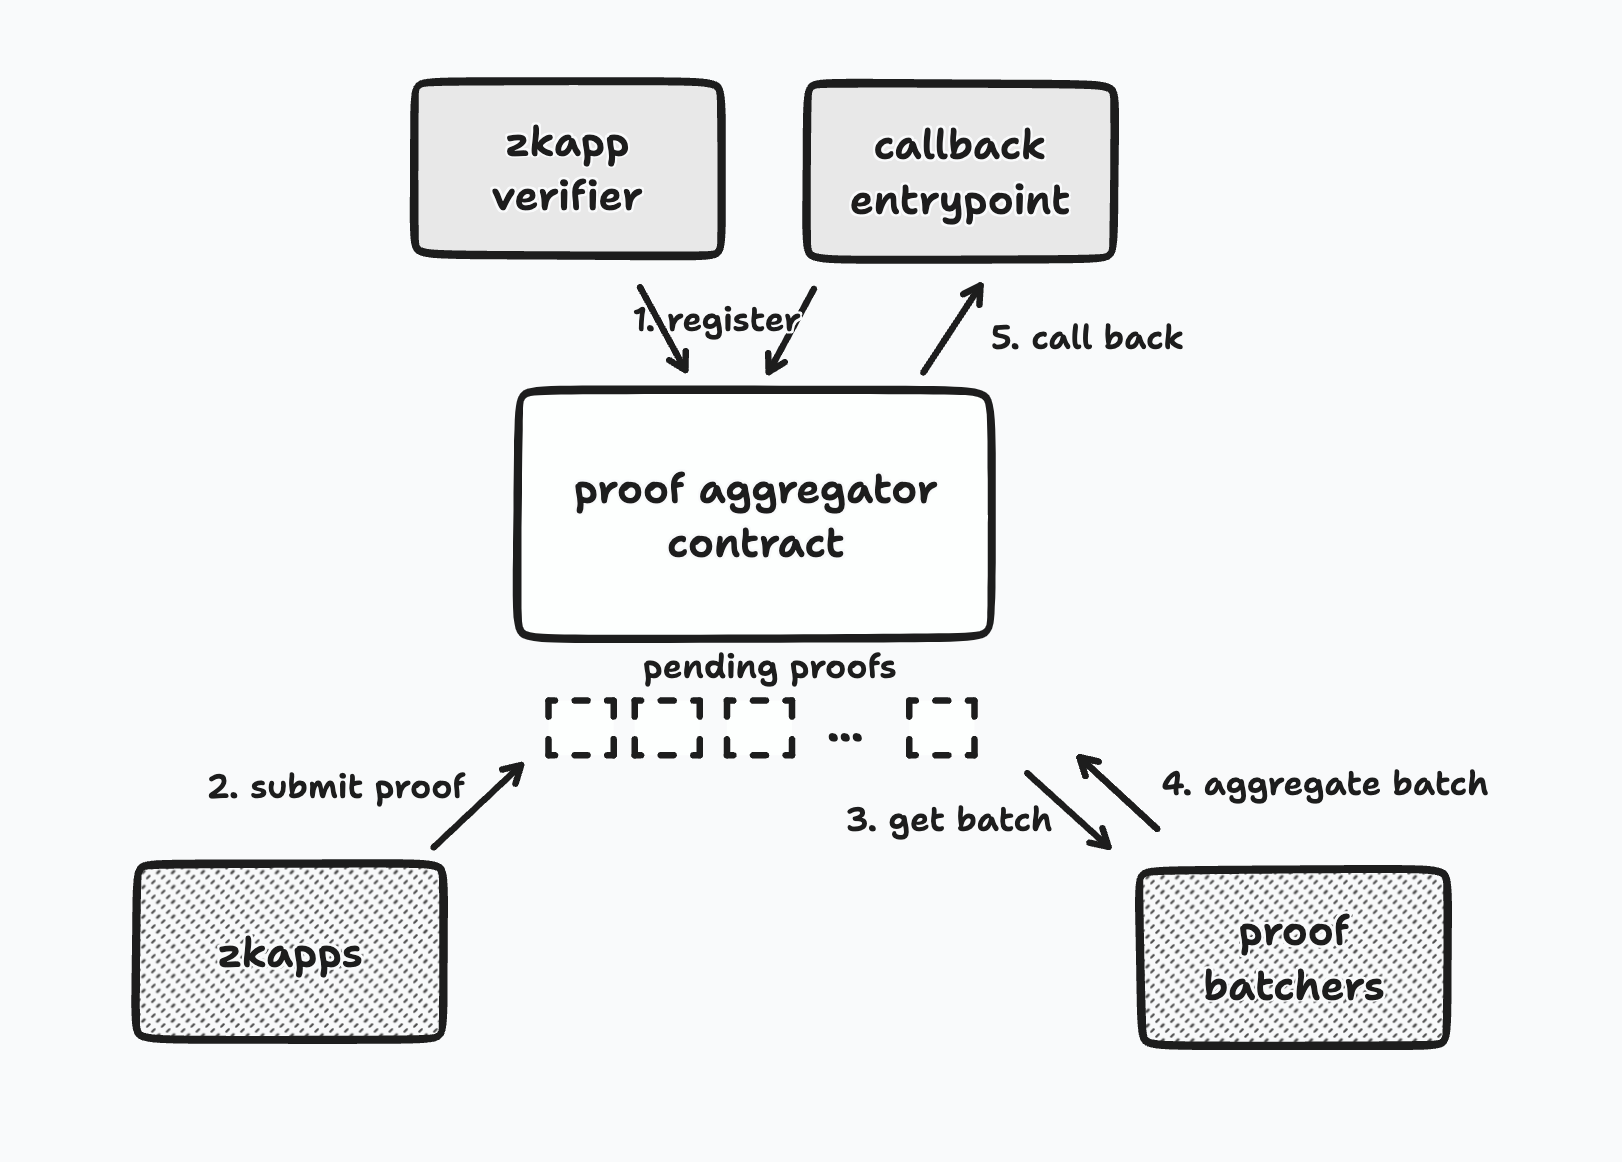 zkapp
verifier
callback
entrypoint
1. register
5. call back
proof aggregator
contract
pending proofs
...
2. submit proof
3. get batch
4. aggregate batch
zkapps
proof
batchers